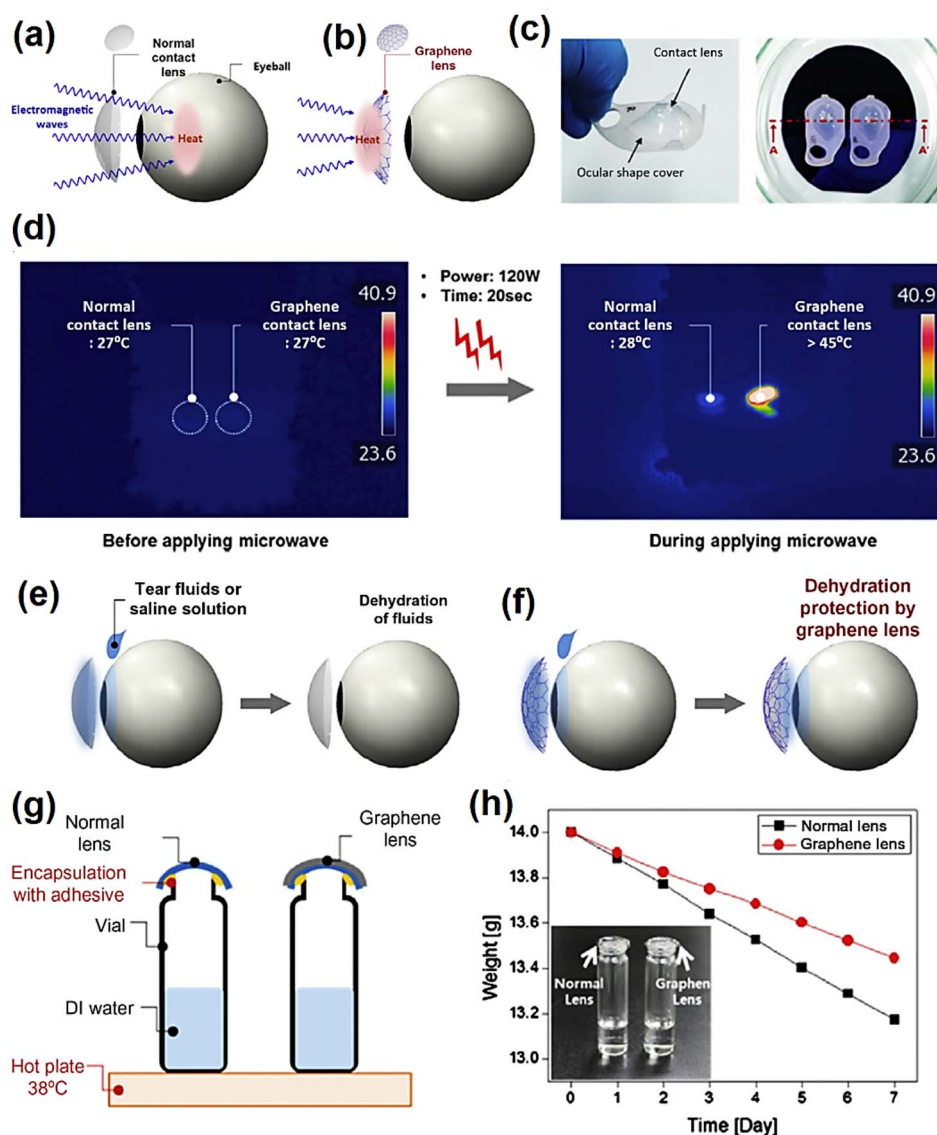 (a)
Normal
contact
lens
Eyeball
Electromagnetic
waves
Heat
(b)
Graphene
lens
Heat
(c)
Contact lens
Ocular shape cover
A
A'
(d)
Normal
contact lens
: 27°C
Graphene
contact lens
: 27°C
40.9
23.6
Before applying microwave
• Power: 120W
• Time: 20sec
Normal
contact lens
: 28°C
Graphene
contact lens
> 45°C
40.9
23.6
During applying microwave
(e)
Tear fluids or
saline solution
Dehydration
of fluids
(f)
Dehydration
protection by
graphene lens
(g)
Normal
lens
Graphene
lens
Encapsulation
with adhesive
Vial
DI water
Hot plate
38°C
(h)
Normal lens
Graphene lens
Weight [g]
14.0
13.8
13.6
13.4
13.2
13.0
Normal
Lens
Graphen
Lens
0 1 2 3 4 5 6 7
Time [Day]